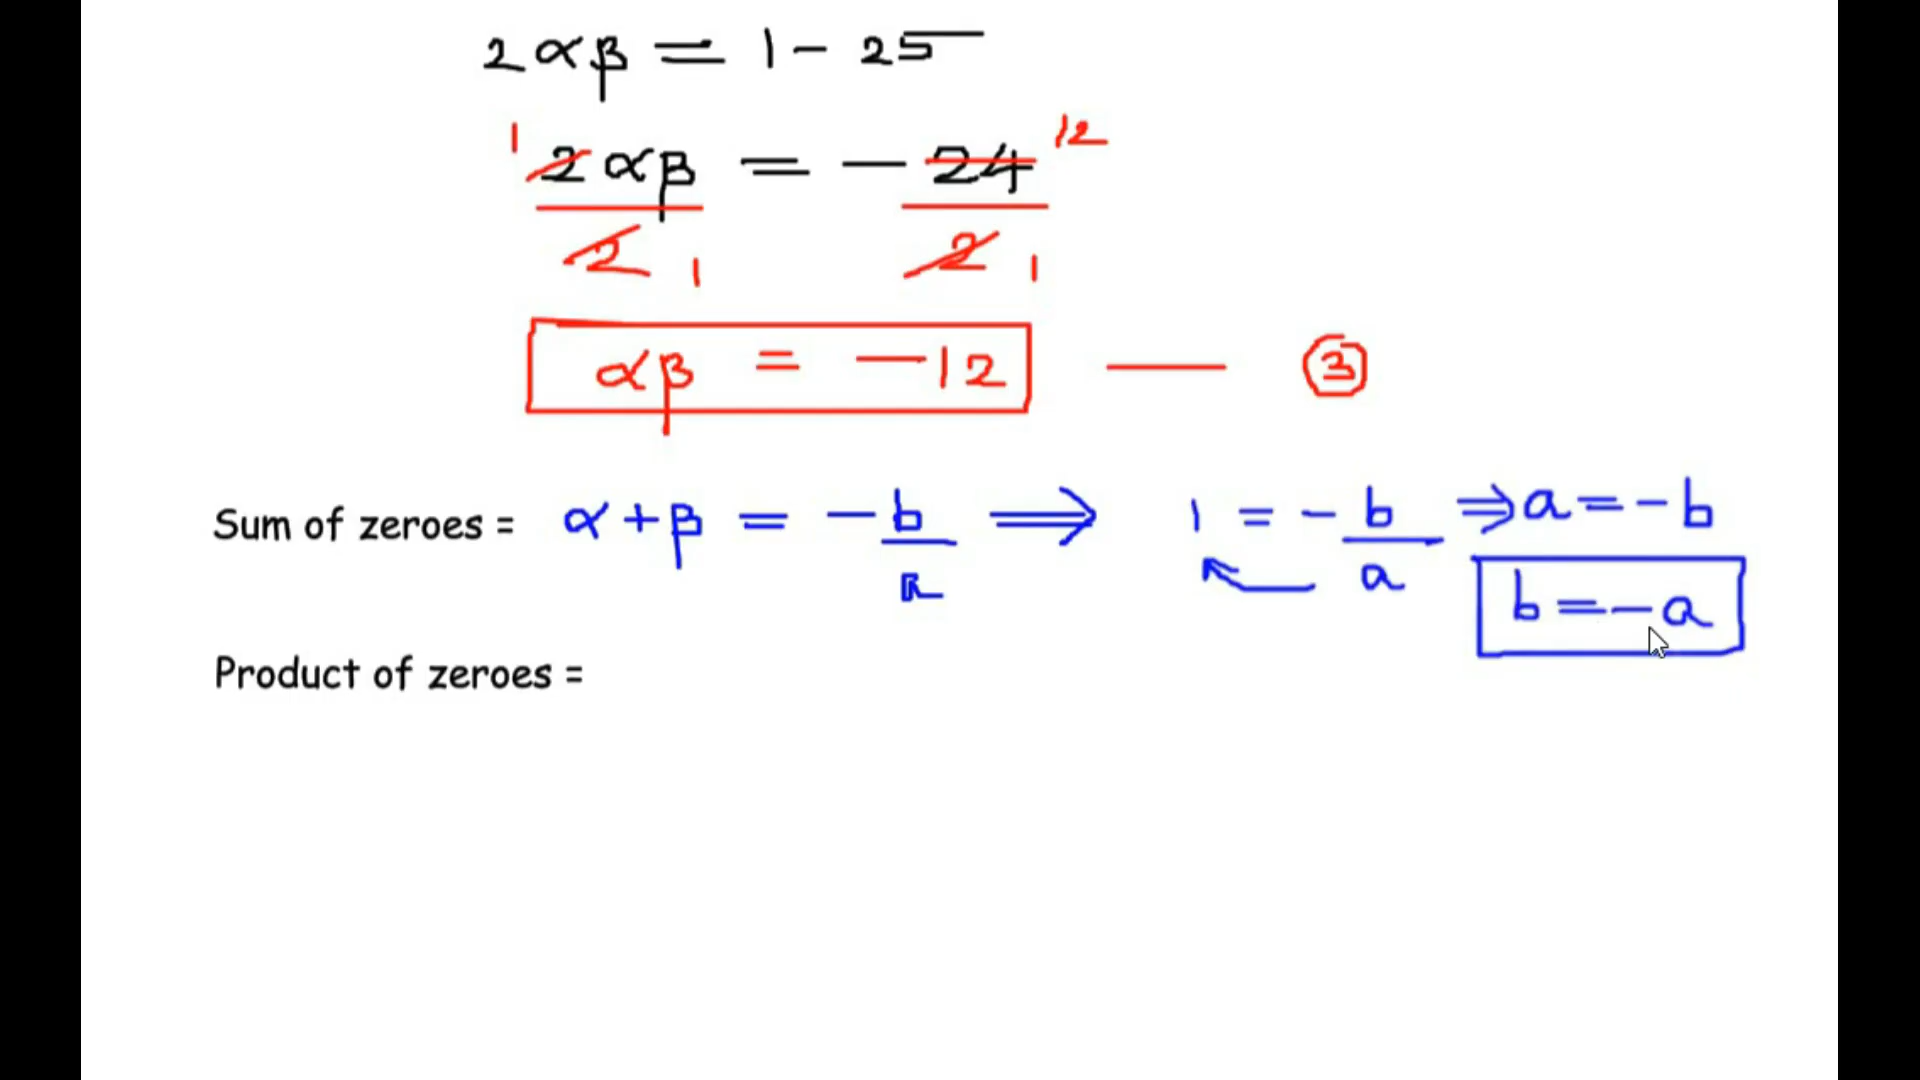 2αβ = 1 - 25
1 2αβ/2 1 = - 24/2 1 12
αβ = -12 — ③
Sum of zeroes = α + β = -b/a ⟹ 1 = -b/a ⇒ a = -b
b = -a
Product of zeroes =